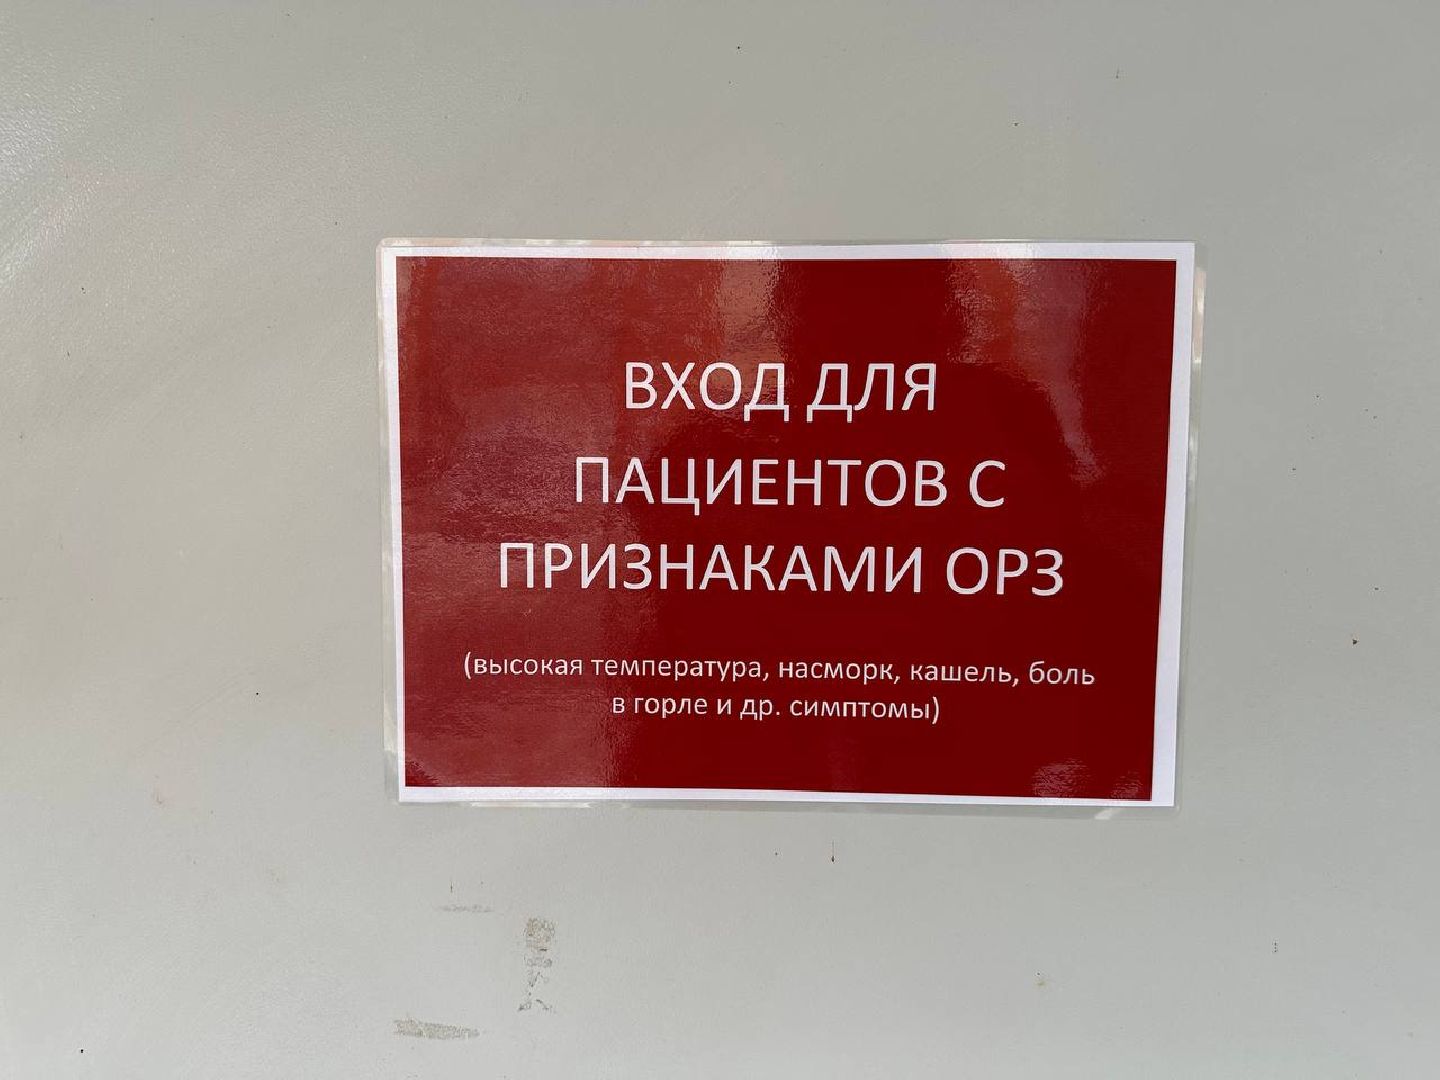 ВХОД ДЛЯ
ПАЦИЕНТОВ С
ПРИЗНАКАМИ ОРЗ
(высокая температура, насморк, кашель, боль
в горле и др. симптомы)